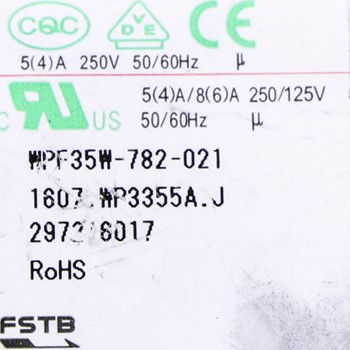 CQC
VDE
CE
5(4)A 250V 50/60Hz μ
5(4)A/8(6)A 250/125V
C US
50/60Hz μ
WPF35W-782-021
1607.WP3355A.J
RoHS
FSTB